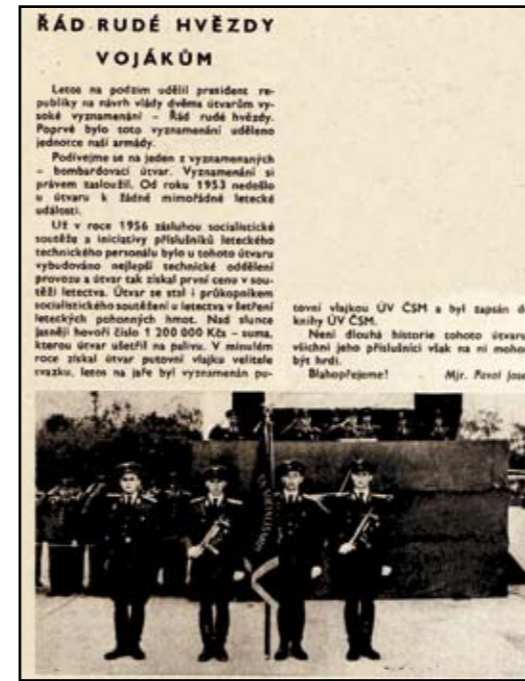 ŘÁD RUDÉ HVĚZDY
VOJÁKŮM
Letos na podzim udělil president re-
publiky na návrh vlády dvěma útvarům vy-
soké vyznamenání – Řád rudé hvězdy.
Poprvé bylo toto vyznamenání uděleno
jednotce naší armády.
Podívejme se na jeden z vyznamenaných
– bombardovací útvar. Vyznamenání si
právem zasloužil. Od roku 1953 nedošlo
u útvaru k žádné mimořádné letecké
události.
Už v roce 1956 zásluhou socialistické
soutěže a iniciativy příslušníků leteckého
technického personálu bylo u tohoto útvaru
vybudováno nejlepší technické oddělení
provozu a útvar tak získal první cenu v sou-
těži letectva. Útvar se stal i průkopníkem
socialistického soutěžení u letectva v šetření
leteckých pohonných hmot. Nad slunce
jasněji hovoří číslo 1 200 000 Kčs – suma,
kterou útvar ušetřil na palivu. V minulém
roce získal útvar putovní vlajku velitele
svazku, letos na jaře byl vyznamenán pu-
tovní vlajkou ÚV ČSM a byl zapsán d
knihy ÚV ČSM.
Není dlouhá historie tohoto útvaru
všichni jeho příslušníci však na ni mohou
být hrdi.
Blahopřejeme! Mjr. Pavol Jose